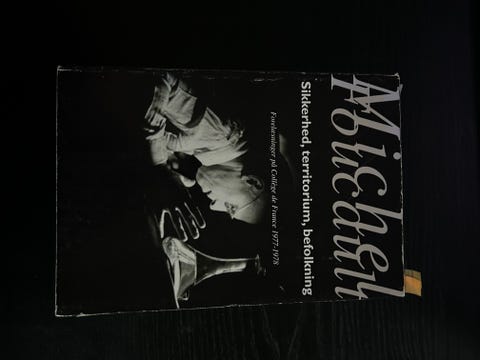 Michel
Foucault
Sikkerhed, territorium, befolkning
Forelæsninger på Collège de France 1977-1978